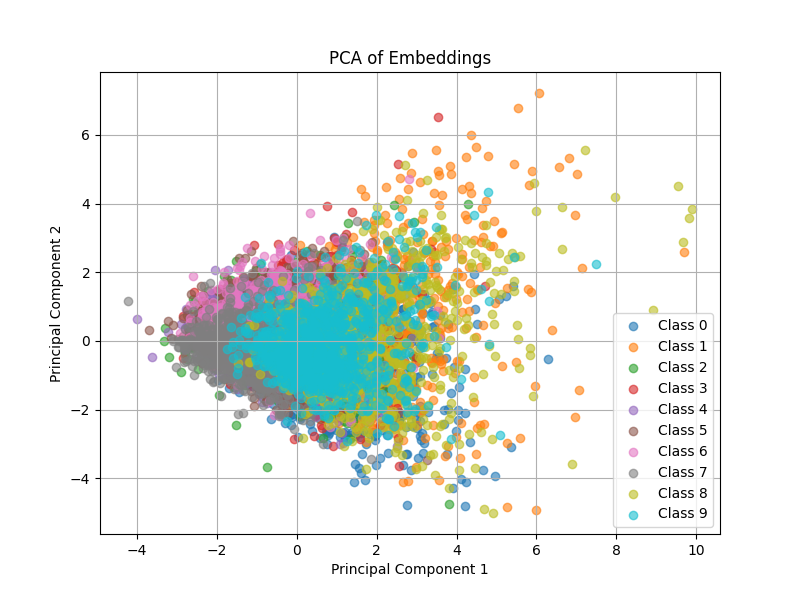 PCA of Embeddings
Principal Component 2
6
4
2
0
−2
−4
−4 −2 0 2 4 6 8 10
Principal Component 1
Class 0
Class 1
Class 2
Class 3
Class 4
Class 5
Class 6
Class 7
Class 8
Class 9